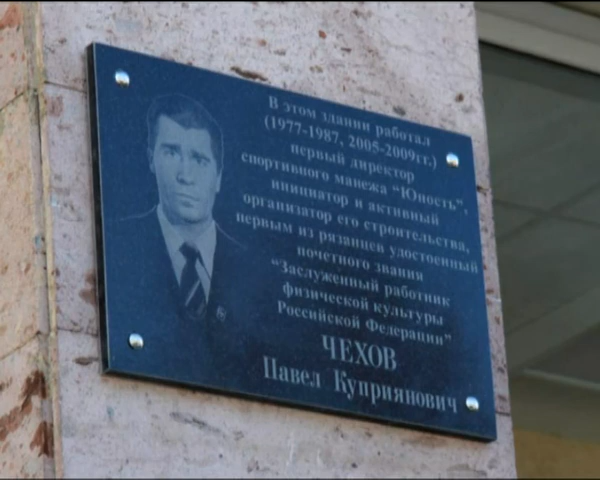 В этом здании работал
(1977-1987, 2005-2009гг.)
первый директор
спортивного манежа "Юность",
инициатор и активный
организатор его строительства,
первым из рязанцев удостоенный
почетного звания
"Заслуженный работник
физической культуры
Российской Федерации"
ЧЕХОВ
Павел Куприянович